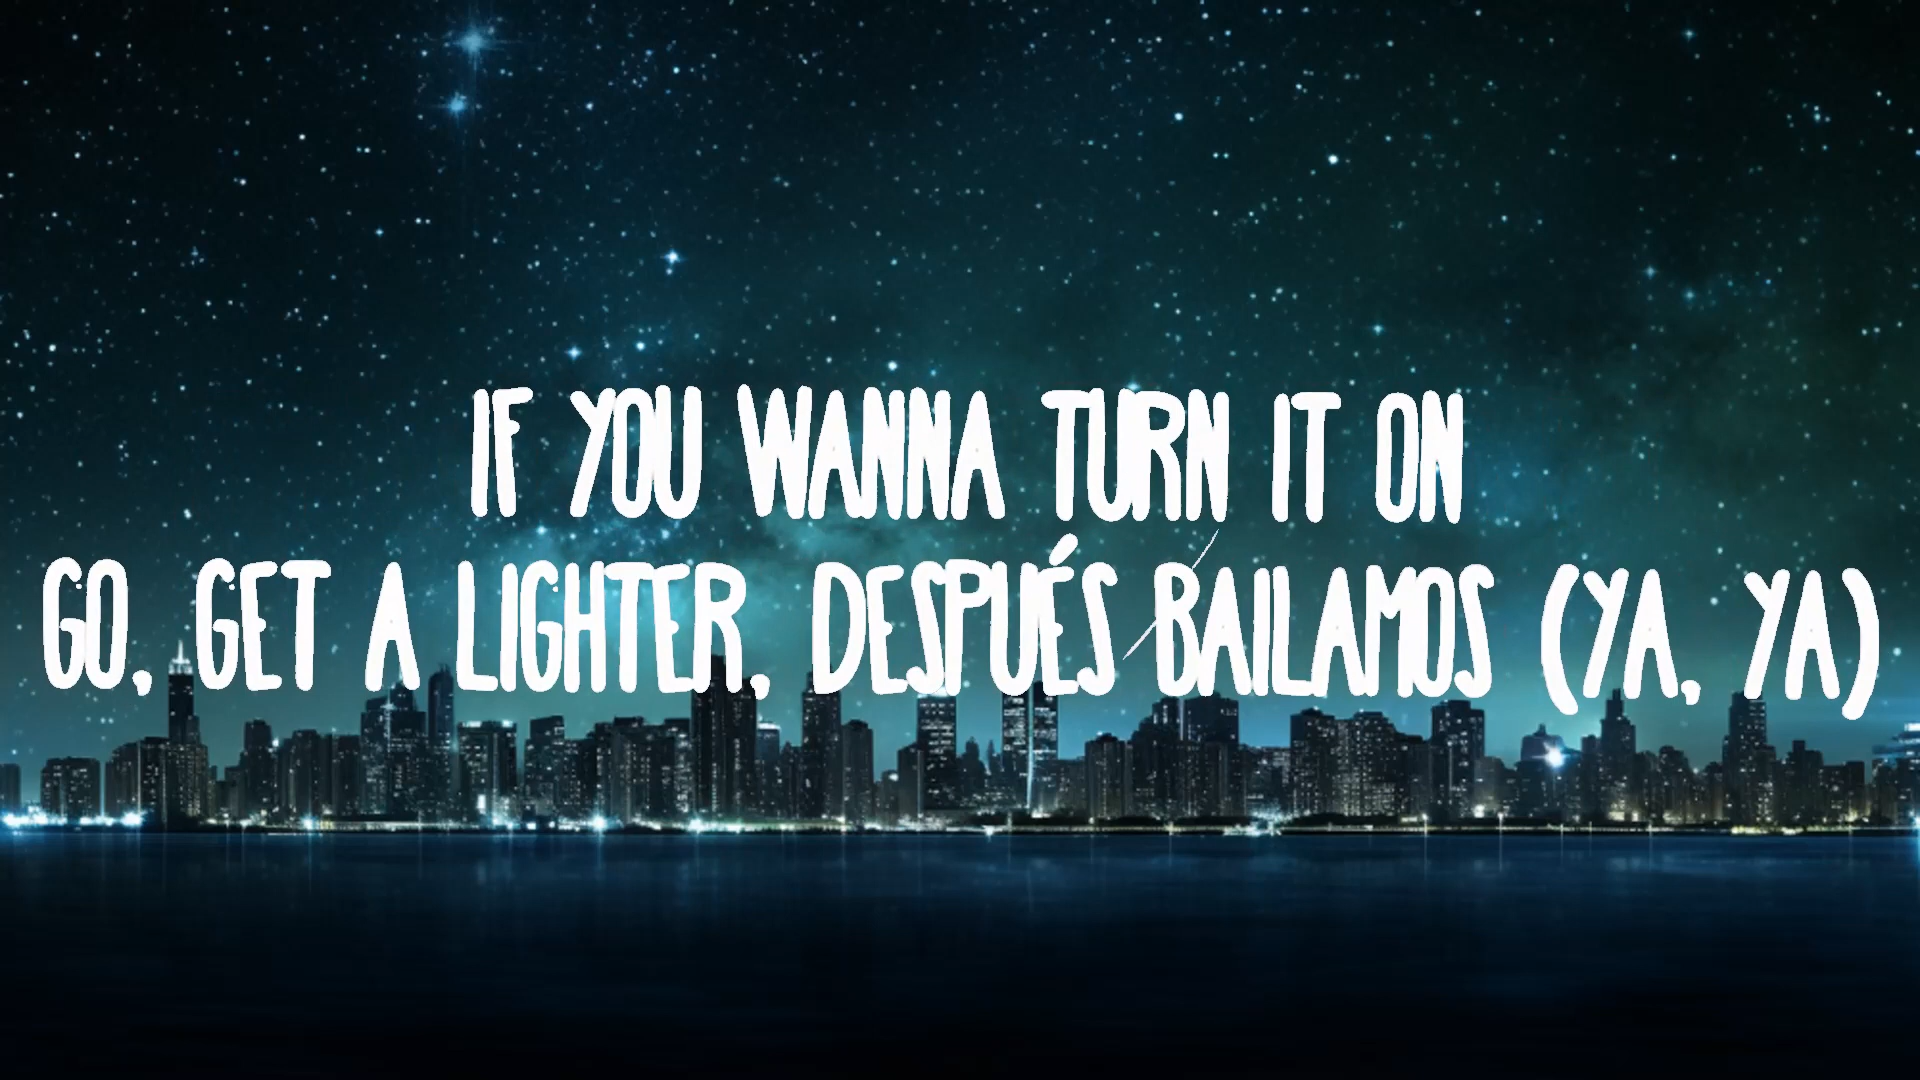 IF YOU WANNA TURN IT ON
GO, GET A LIGHTER, DESPUÉS BAILAMOS (YA, YA)